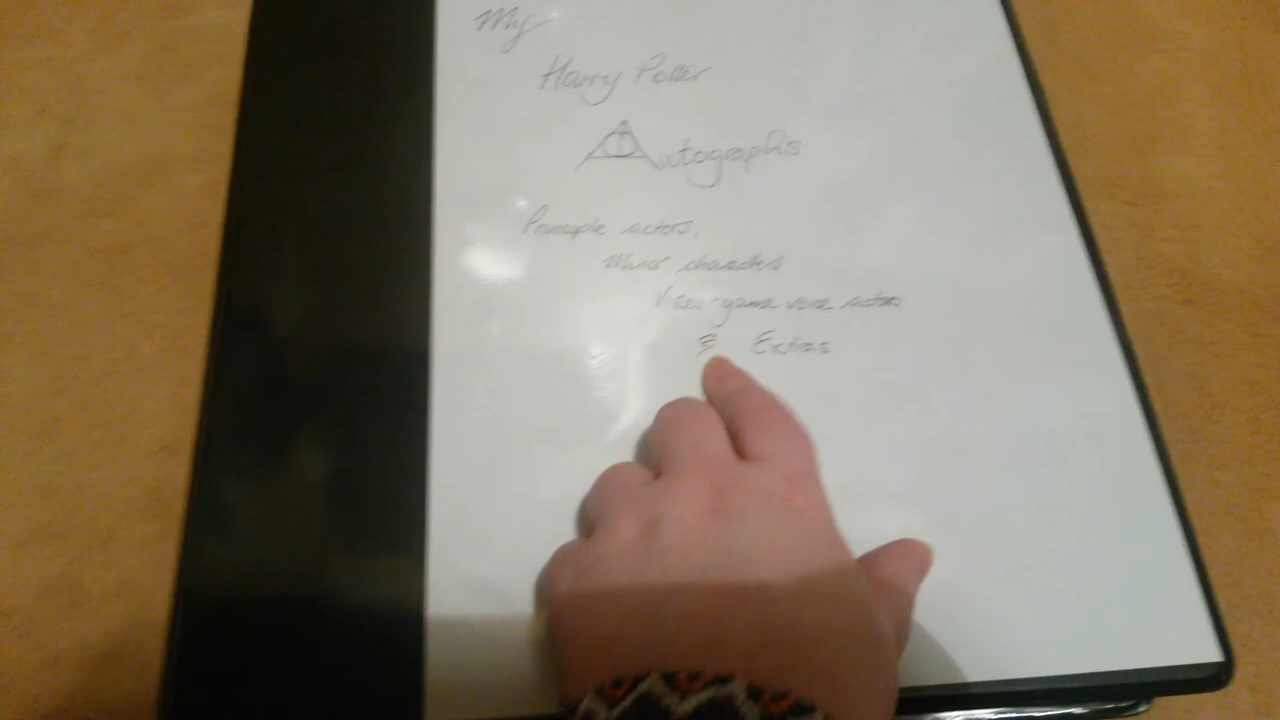 My
Harry Potter
Autographs
Principle actors,
Minor characters
Video-game voice actors
& Extras